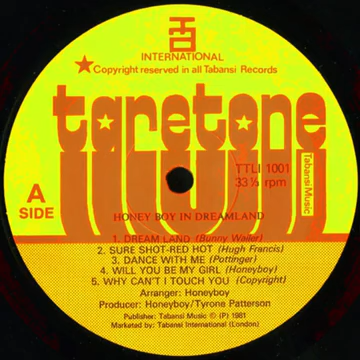 INTERNATIONAL
★Copyright reserved in all Tabansi Records
taretone
TTLI 1001
33 ⅓ rpm
Tabansi Music
A
SIDE
HONEY BOY IN DREAMLAND
1. DREAM LAND (Bunny Wailer)
2. SURE SHOT-RED HOT (Hugh Francis)
3. DANCE WITH ME (Pottinger)
4. WILL YOU BE MY GIRL (Honeyboy)
5. WHY CAN'T I TOUCH YOU (Copyright)
Arranger: Honeyboy
Producer: Honeyboy/Tyrone Patterson
Publisher: Tabansi Music © (P) 1981
Marketed by: Tabansi International (London)